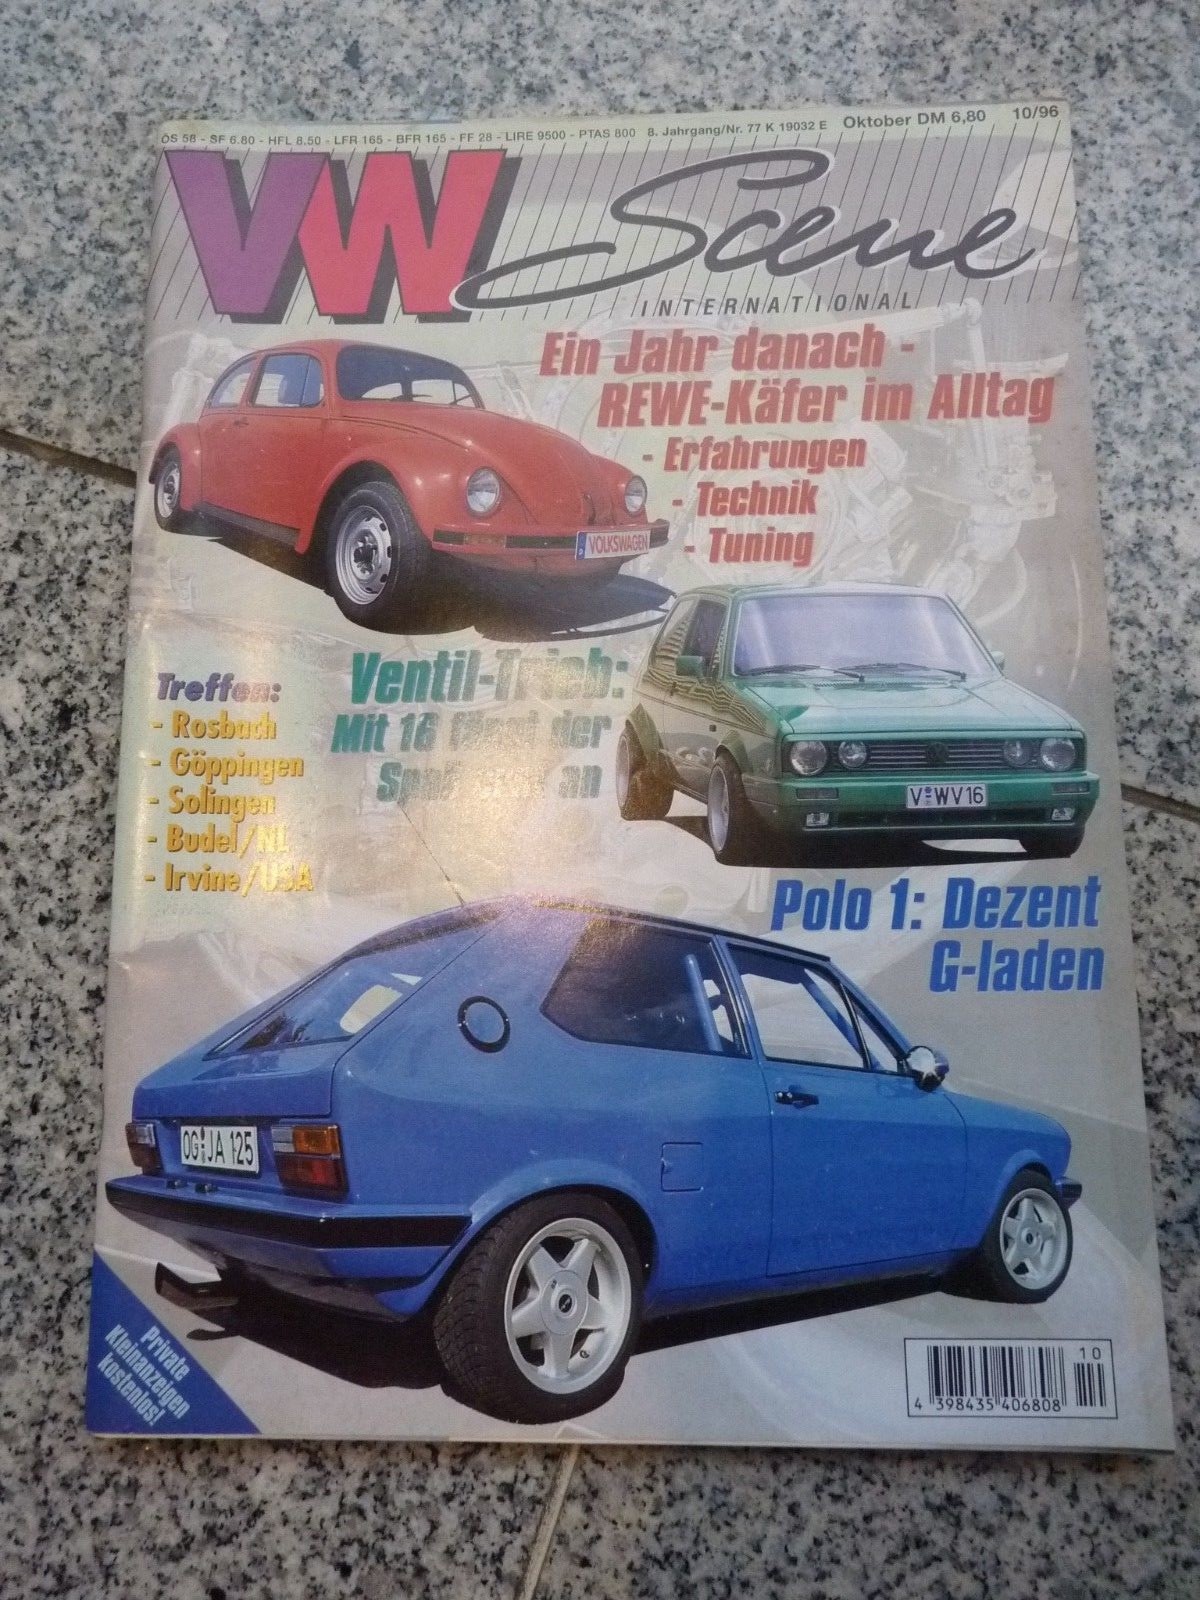 ÖS 58 - SF 6.80 - HFL 8.50 - LFR 165 - BFR 165 - FF 28 - LIRE 9500 - PTAS 800 8. Jahrgang/Nr. 77 K 19032 E Oktober DM 6,80 10/96
VW Scene
INTERNATIONAL
Ein Jahr danach -
REWE-Käfer im Alltag
- Erfahrungen
- Technik
- Tuning
VOLKSWAGEN
Ventil-Trieb:
Mit 16 fängt der
an
V WV16
Treffen:
- Rosbach
- Göppingen
- Solingen
- Budel/NL
- Irvine/USA
Polo 1: Dezent
G-laden
OG JA 125
Private
Kleinanzeigen
kostenlos!
10
4 398435 406808